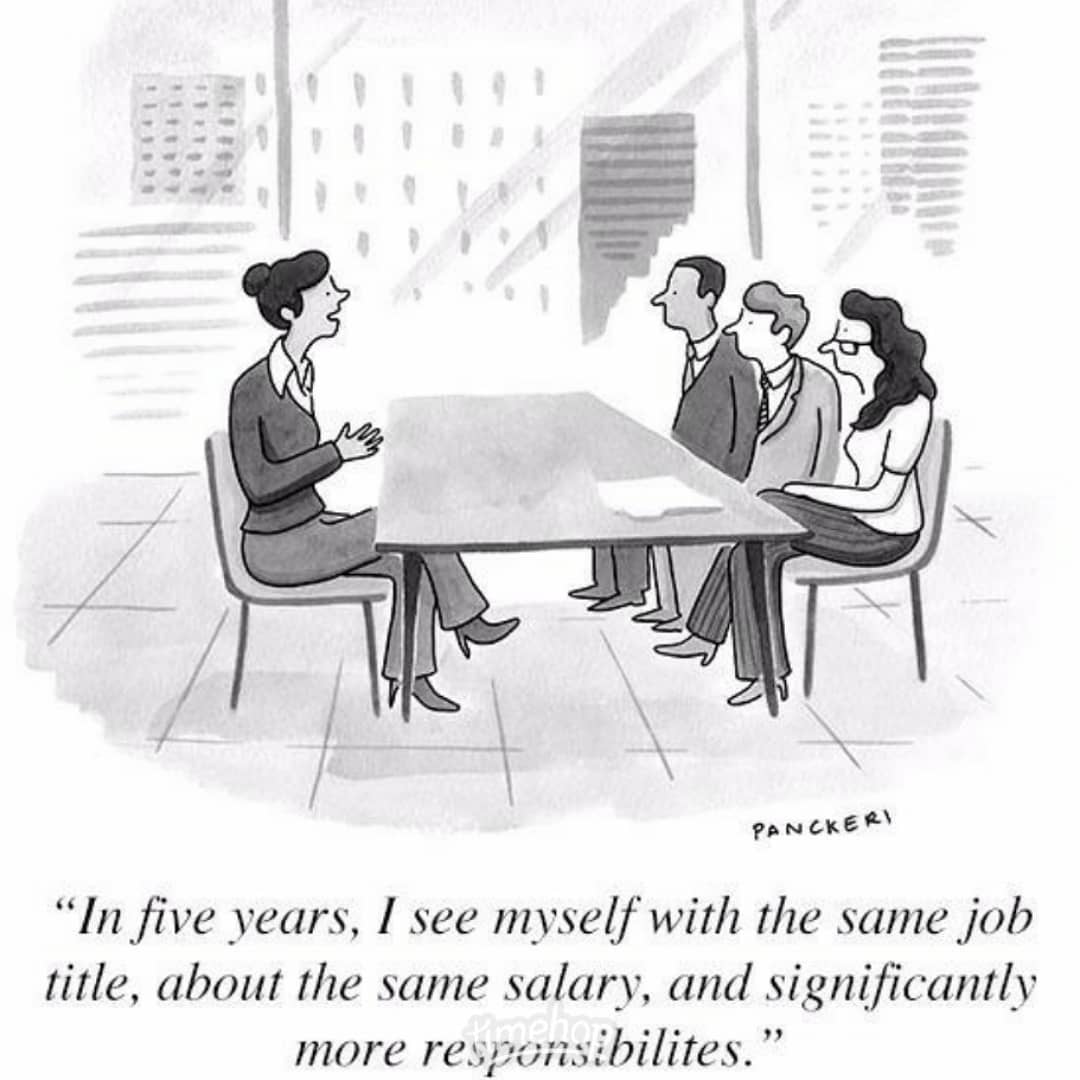 PANCKERI
“In five years, I see myself with the same job
title, about the same salary, and significantly
more responsibilites.”
timehop